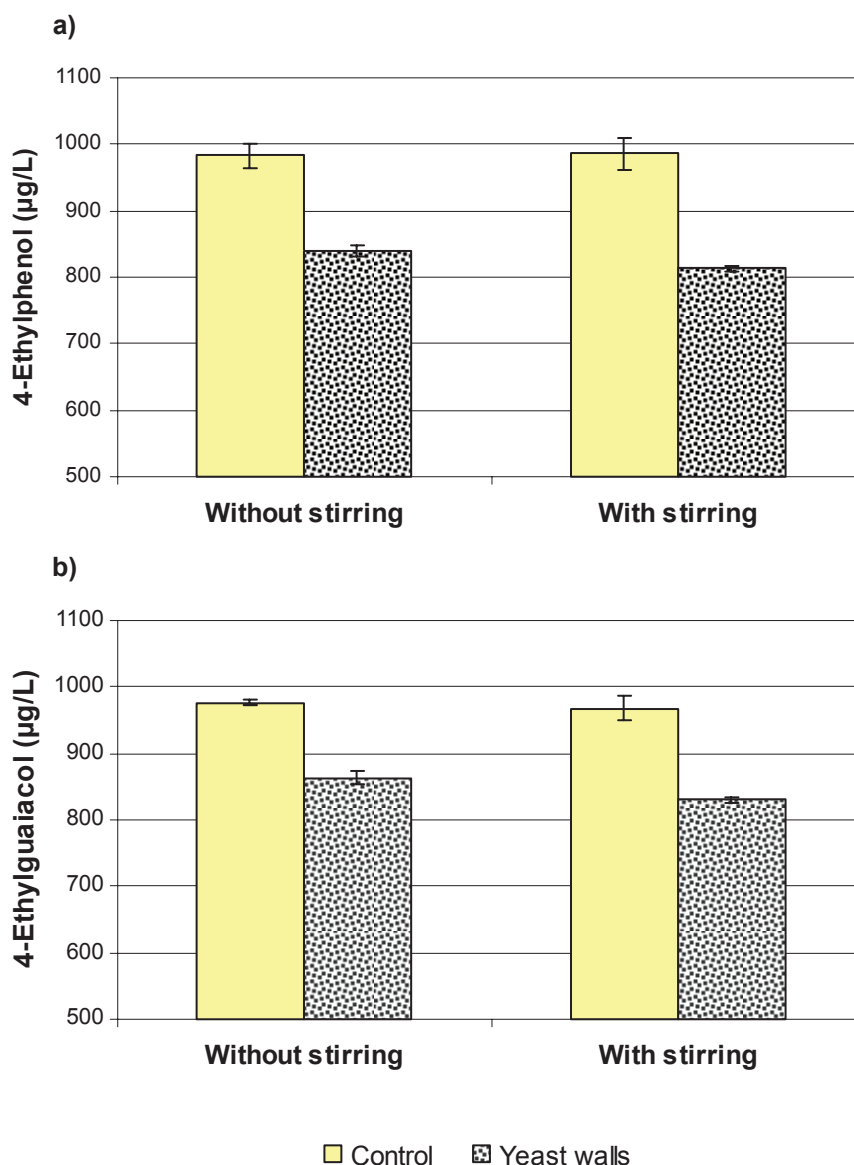 a)
4-Ethylphenol (µg/L)
1100
1000
900
800
700
600
500
Without stirring
With stirring
b)
4-Ethylguaiacol (µg/L)
1100
1000
900
800
700
600
500
Without stirring
With stirring
Control
Yeast walls